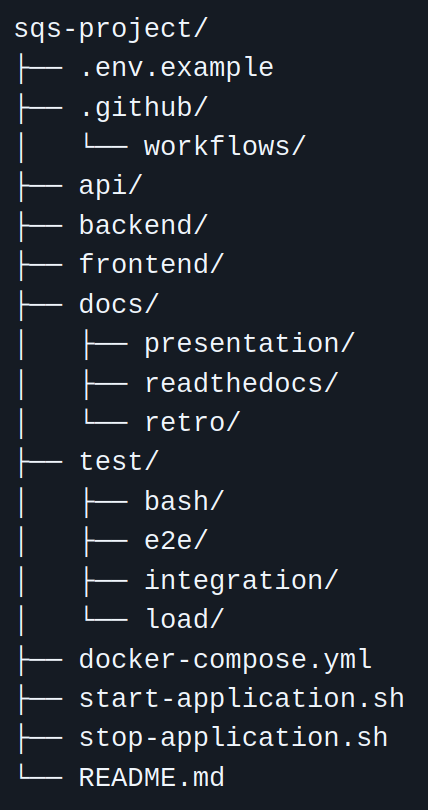 sqs-project/
├── .env.example
├── .github/
│   └── workflows/
├── api/
├── backend/
├── frontend/
├── docs/
│   ├── presentation/
│   ├── readthedocs/
│   └── retro/
├── test/
│   ├── bash/
│   ├── e2e/
│   ├── integration/
│   └── load/
├── docker-compose.yml
├── start-application.sh
├── stop-application.sh
└── README.md